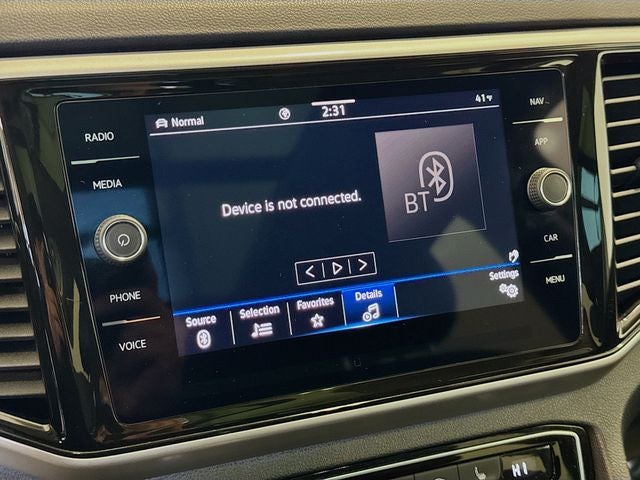 RADIO
MEDIA
PHONE
VOICE
Normal
2:31
41°F
Device is not connected.
BT
Source
Selection
Favorites
Details
Settings
NAV
APP
CAR
MENU
HI